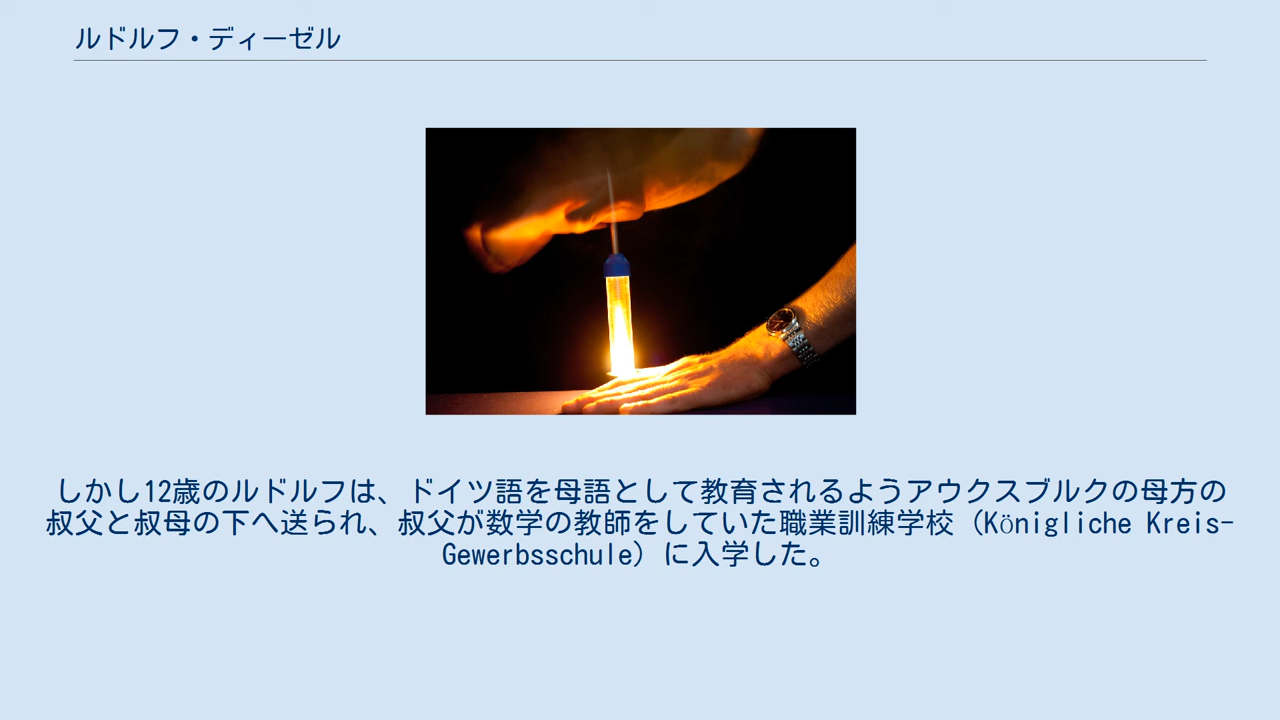 ルドルフ・ディーゼル
しかし12歳のルドルフは、ドイツ語を母語として教育されるようアウクスブルクの母方の
叔父と叔母の下へ送られ、叔父が数学の教師をしていた職業訓練学校（Königliche Kreis-
Gewerbsschule）に入学した。